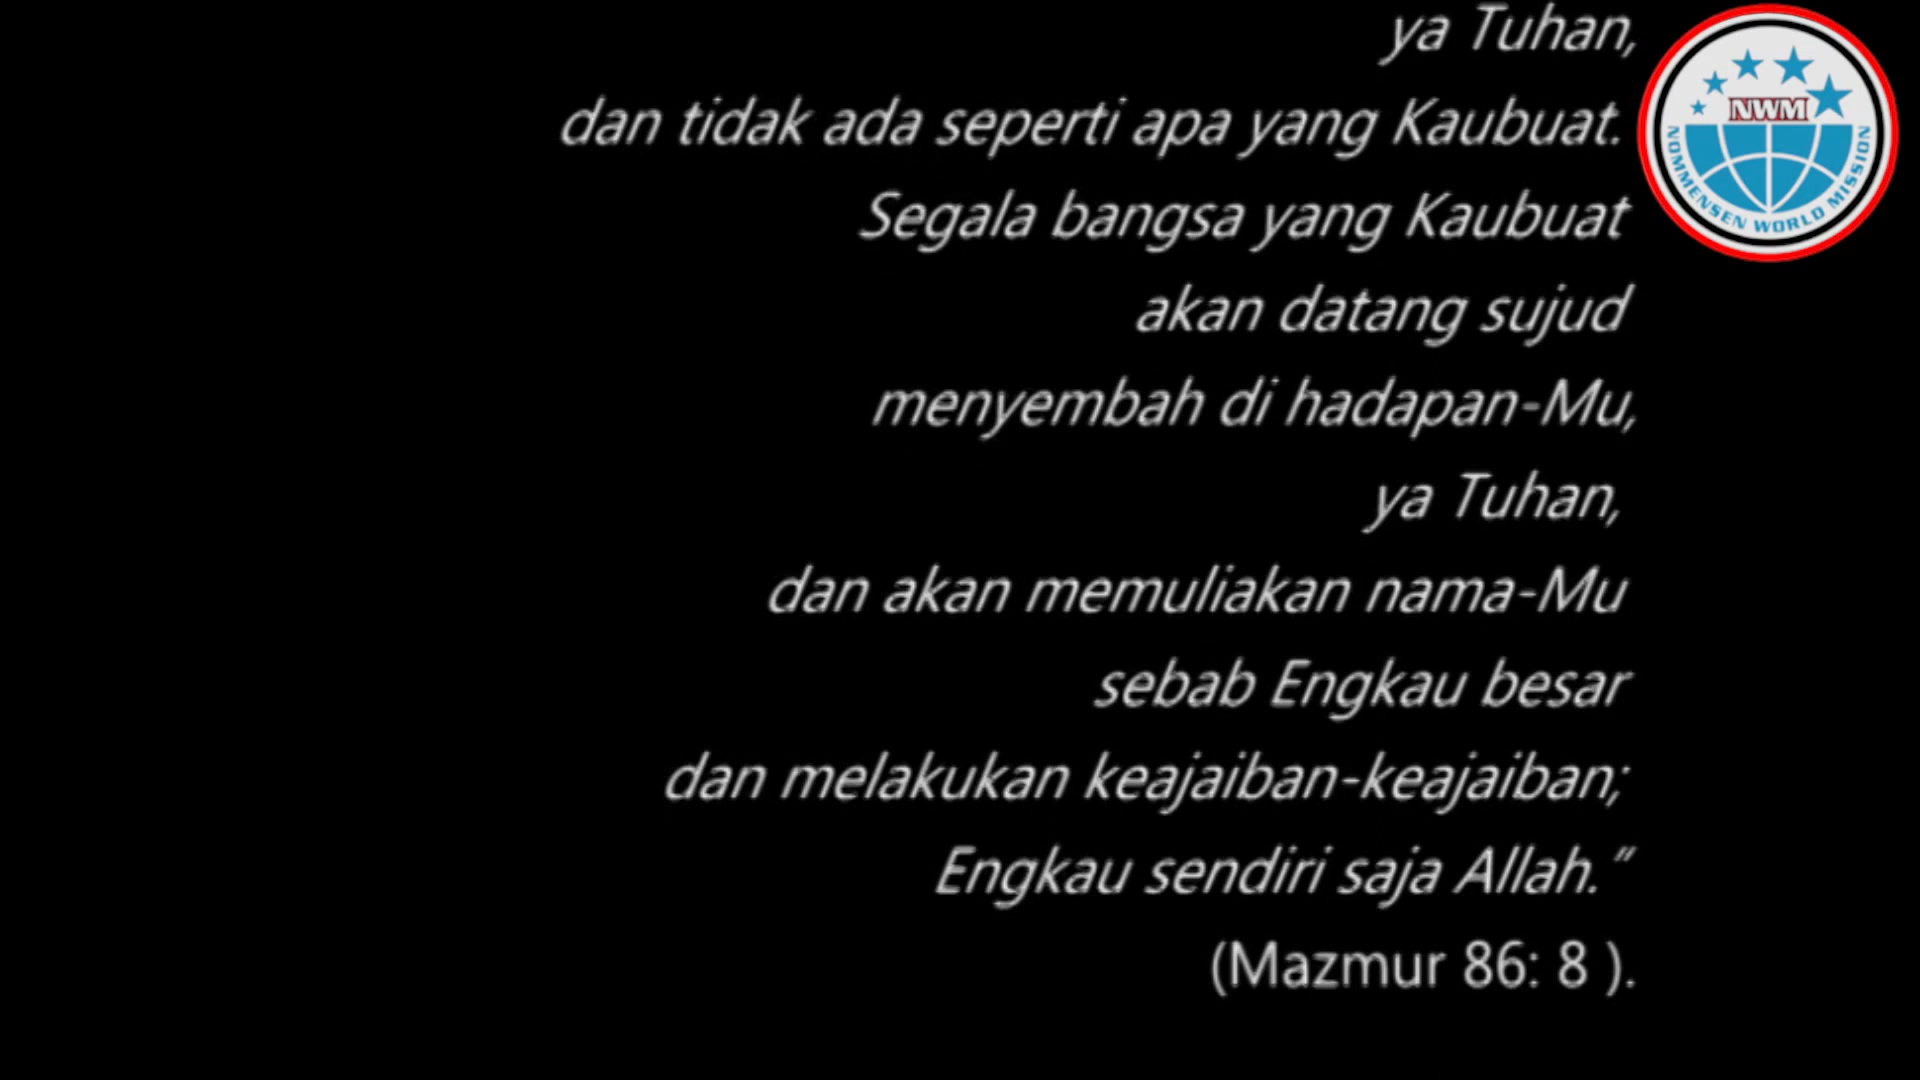 ya Tuhan,
dan tidak ada seperti apa yang Kaubuat.
Segala bangsa yang Kaubuat
akan datang sujud
menyembah di hadapan-Mu,
ya Tuhan,
dan akan memuliakan nama-Mu
sebab Engkau besar
dan melakukan keajaiban-keajaiban;
Engkau sendiri saja Allah.”
(Mazmur 86: 8 ).
NWM
NOMMENSEN WORLD MISSION